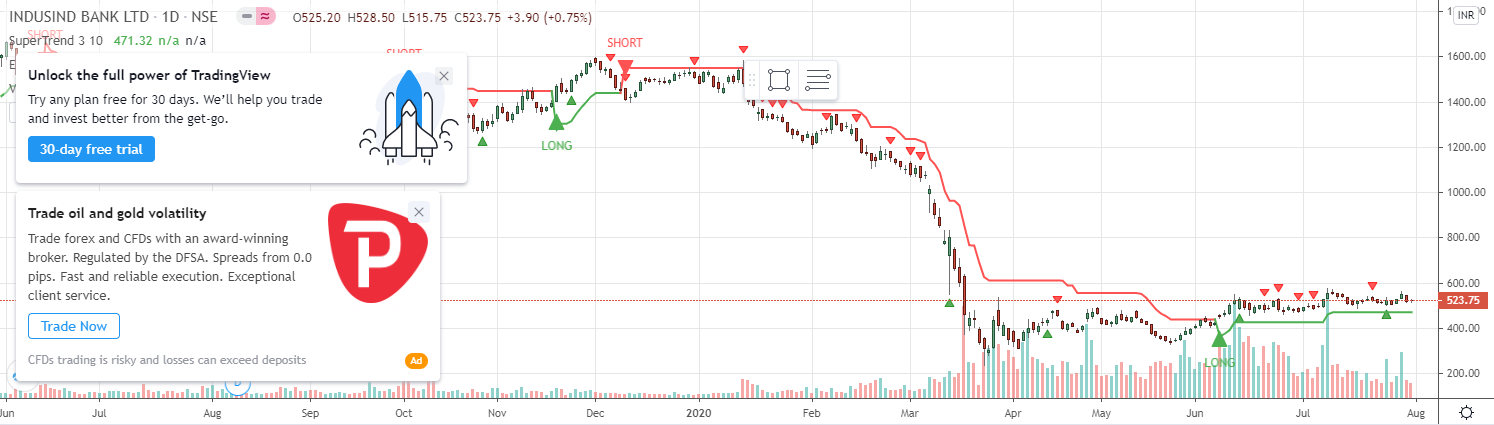 INDUSIND BANK LTD · 1D · NSE
O525.20 H528.50 L515.75 C523.75 +3.90 (+0.75%)
INR
SHORT
SuperTrend 3 10 471.32 n/a n/a
SHORT
SHORT
Unlock the full power of TradingView
Try any plan free for 30 days. We'll help you trade
and invest better from the get-go.
30-day free trial
LONG
Trade oil and gold volatility
Trade forex and CFDs with an award-winning
broker. Regulated by the DFSA. Spreads from 0.0
pips. Fast and reliable execution. Exceptional
client service.
Trade Now
CFDs trading is risky and losses can exceed deposits
Ad
P
LONG
1600.00
1400.00
1200.00
1000.00
800.00
600.00
523.75
400.00
200.00
Jun Jul Aug Sep Oct Nov Dec 2020 Feb Mar Apr May Jun Jul Aug